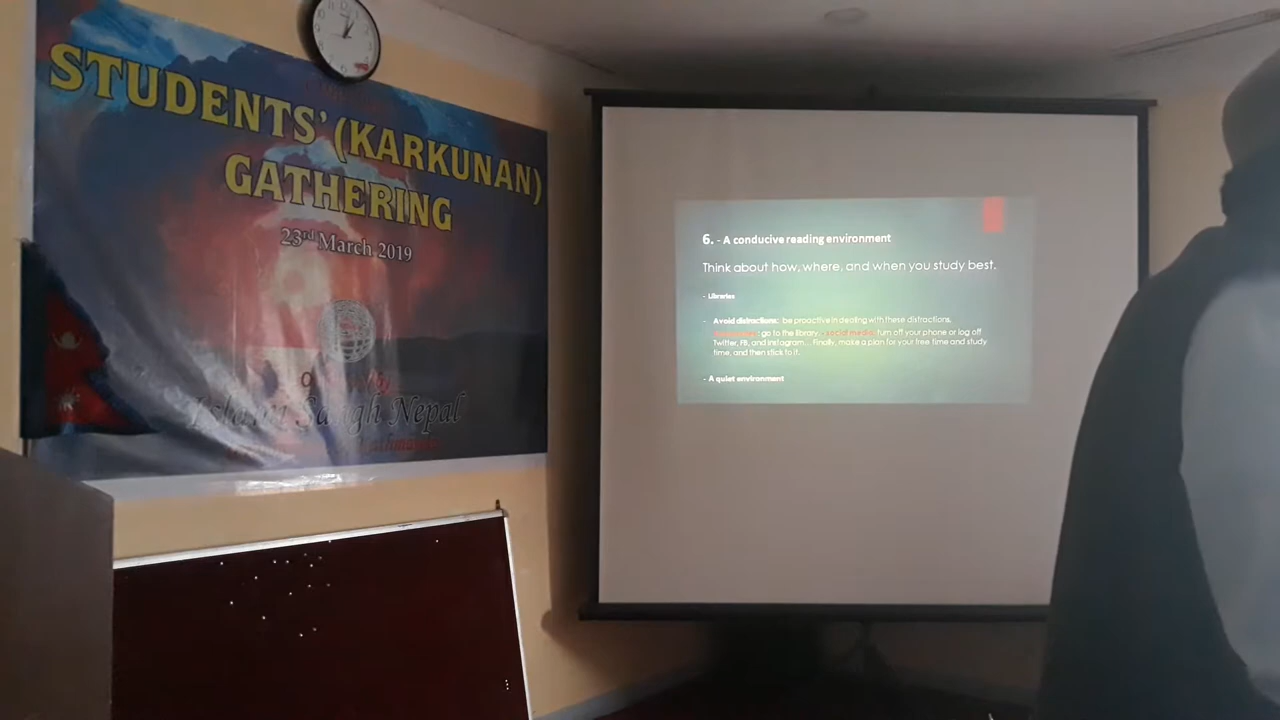 STUDENTS' (KARKUNAN)
GATHERING
23rd March 2019
Islami Sangh Nepal
6. - A conducive reading environment
Think about how, where, and when you study best.
- Libraries
- Avoid distractions: be proactive in dealing with these distractions.
: go to the library. - social media: turn off your phone or log off
Twitter, FB, and Instagram... Finally, make a plan for your free time and study
time, and then stick to it.
- A quiet environment